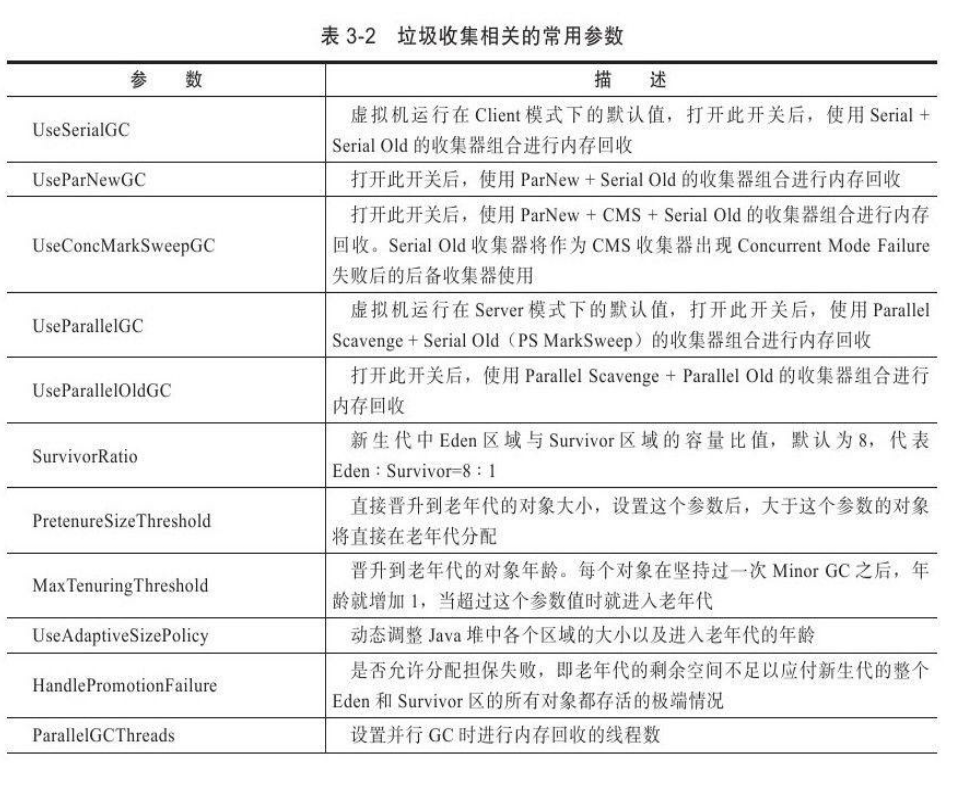 表 3-2 垃圾收集相关的常用参数
参 数 描 述
UseSerialGC
虚拟机运行在 Client 模式下的默认值，打开此开关后，使用 Serial +
Serial Old 的收集器组合进行内存回收
UseParNewGC
打开此开关后，使用 ParNew + Serial Old 的收集器组合进行内存回收
UseConcMarkSweepGC
打开此开关后，使用 ParNew + CMS + Serial Old 的收集器组合进行内存
回收。Serial Old 收集器将作为 CMS 收集器出现 Concurrent Mode Failure
失败后的后备收集器使用
UseParallelGC
虚拟机运行在 Server 模式下的默认值，打开此开关后，使用 Parallel
Scavenge + Serial Old（PS MarkSweep）的收集器组合进行内存回收
UseParallelOldGC
打开此开关后，使用 Parallel Scavenge + Parallel Old 的收集器组合进行
内存回收
SurvivorRatio
新生代中 Eden 区域与 Survivor 区域的容量比值，默认为 8，代表
Eden：Survivor=8：1
PretenureSizeThreshold
直接晋升到老年代的对象大小，设置这个参数后，大于这个参数的对象
将直接在老年代分配
MaxTenuringThreshold
晋升到老年代的对象年龄。每个对象在坚持过一次 Minor GC 之后，年
龄就增加 1，当超过这个参数值时就进入老年代
UseAdaptiveSizePolicy
动态调整 Java 堆中各个区域的大小以及进入老年代的年龄
HandlePromotionFailure
是否允许分配担保失败，即老年代的剩余空间不足以应付新生代的整个
Eden 和 Survivor 区的所有对象都存活的极端情况
ParallelGCThreads
设置并行 GC 时进行内存回收的线程数